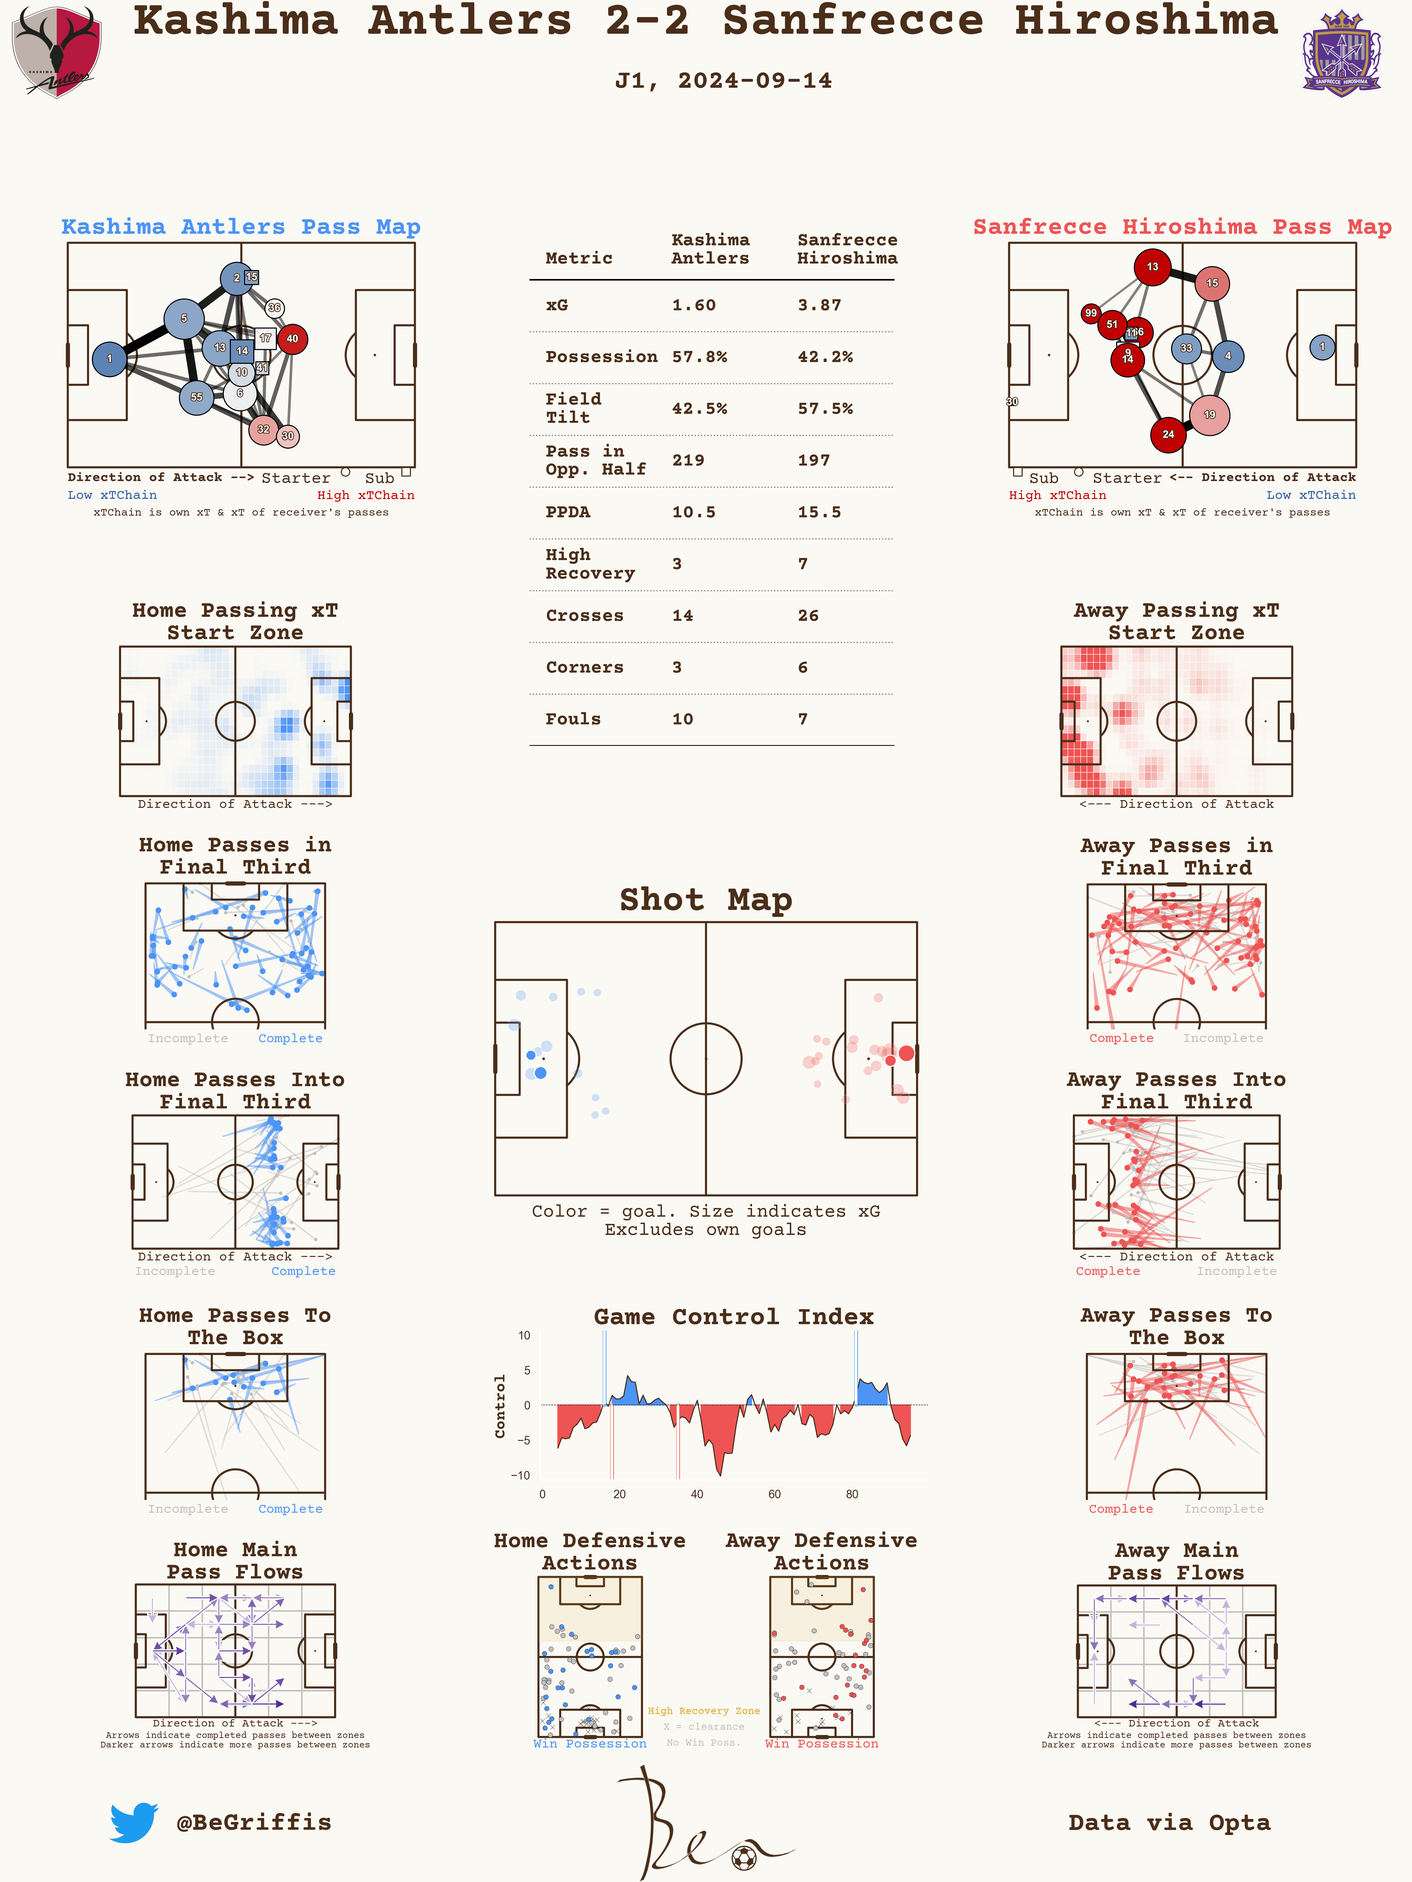 Kashima Antlers 2-2 Sanfrecce Hiroshima
J1, 2024-09-14
KASHIMA
Antlers
SANFRECCE HIROSHIMA
Kashima Antlers Pass Map
1
5
55
2
15
36
13
14
17
40
10
41
6
32
30
Direction of Attack --> Starter Sub
Low xTChain High xTChain
xTChain is own xT & xT of receiver's passes
Metric Kashima Antlers Sanfrecce Hiroshima
xG 1.60 3.87
Possession 57.8% 42.2%
Field Tilt 42.5% 57.5%
Pass in Opp. Half 219 197
PPDA 10.5 15.5
High Recovery 3 7
Crosses 14 26
Corners 3 6
Fouls 10 7
Sanfrecce Hiroshima Pass Map
13
15
99
51
11
66
9
14
33
4
1
30
19
24
Sub Starter <-- Direction of Attack
High xTChain Low xTChain
xTChain is own xT & xT of receiver's passes
Home Passing xT
Start Zone
Direction of Attack --->
Away Passing xT
Start Zone
<--- Direction of Attack
Home Passes in
Final Third
Incomplete Complete
Shot Map
Color = goal. Size indicates xG
Excludes own goals
Away Passes in
Final Third
Complete Incomplete
Home Passes Into
Final Third
Direction of Attack --->
Incomplete Complete
Away Passes Into
Final Third
<--- Direction of Attack
Complete Incomplete
Home Passes To
The Box
Incomplete Complete
Game Control Index
Control
10
5
0
−5
−10
0 20 40 60 80
Away Passes To
The Box
Complete Incomplete
Home Main
Pass Flows
Direction of Attack --->
Arrows indicate completed passes between zones
Darker arrows indicate more passes between zones
Home Defensive
Actions
Win Possession
High Recovery Zone
X = clearance
No Win Poss.
Away Defensive
Actions
Win Possession
Away Main
Pass Flows
<--- Direction of Attack
Arrows indicate completed passes between zones
Darker arrows indicate more passes between zones
@BeGriffis
Ben
Data via Opta